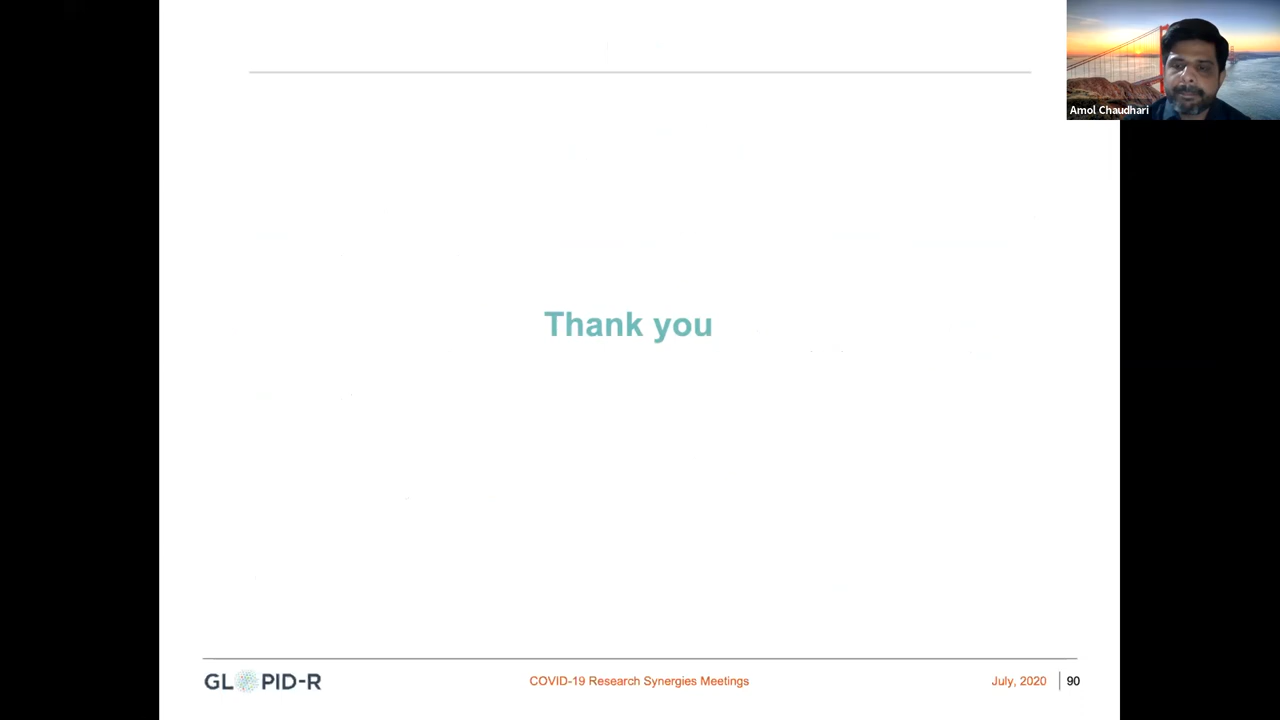 Amol Chaudhari
Thank you
GLOPID-R
COVID-19 Research Synergies Meetings
July, 2020
90